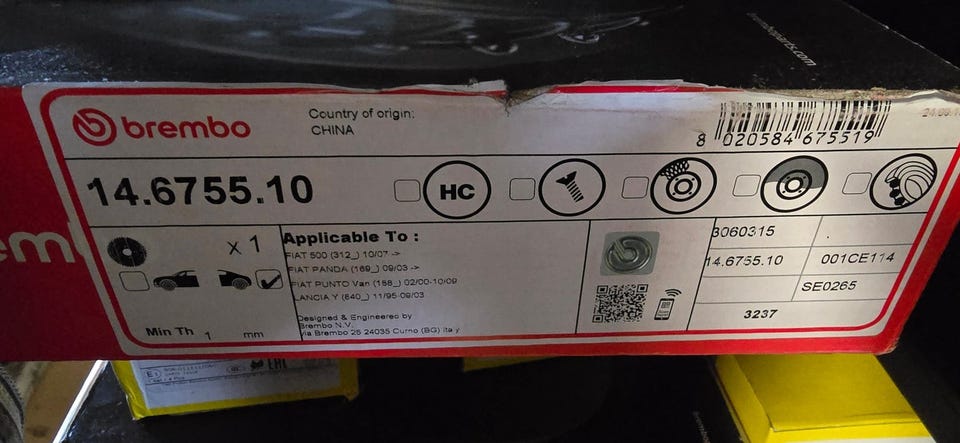 brembo
Country of origin:
CHINA
8 020584 675519
14.6755.10
HC
x 1
Min Th 1 mm
Applicable To :
FIAT 500 (312_) 10/07 ->
FIAT PANDA (169_) 09/03 ->
FIAT PUNTO Van (188_) 02/00-10/09
LANCIA Y (840_) 11/95-09/03
Designed & Engineered by
Brembo N.V.
via Brembo 25 24035 Curno (BG) Italy
3060315
14.6755.10 001CE114
SE0265
3237
em
EAC